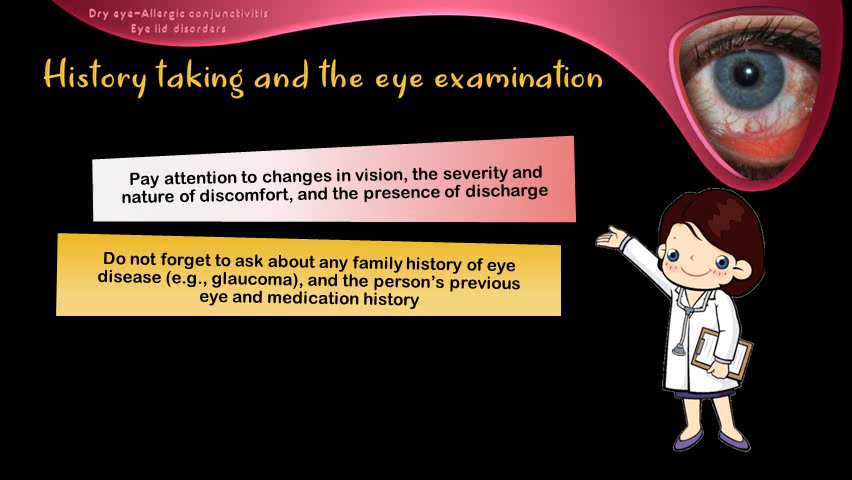 Dry eye-Allergic conjunctivitis
Eye lid disorders
History taking and the eye examination
Pay attention to changes in vision, the severity and
nature of discomfort, and the presence of discharge
Do not forget to ask about any family history of eye
disease (e.g., glaucoma), and the person's previous
eye and medication history